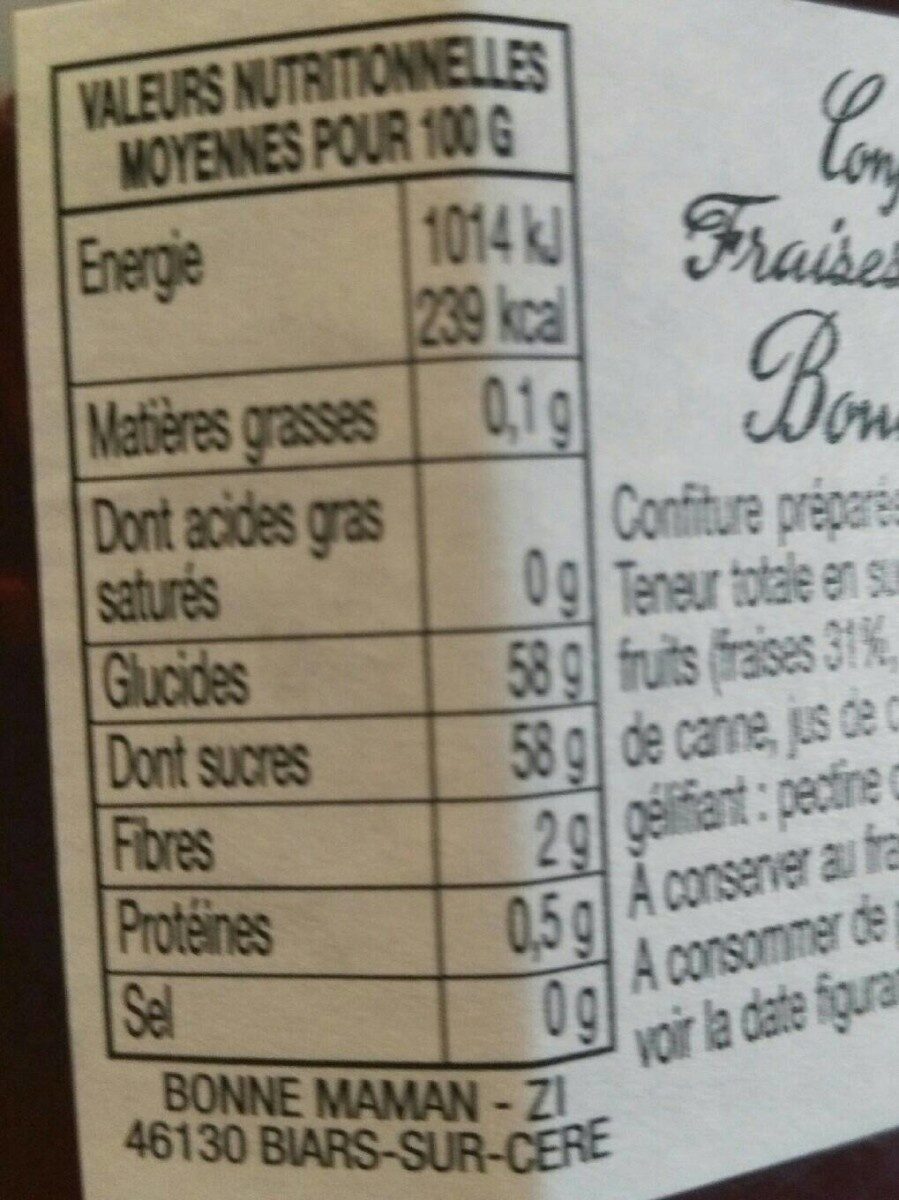 VALEURS NUTRITIONNELLES
MOYENNES POUR 100 G
Energie 1014 kJ
239 kcal
Matières grasses 0,1 g
Dont acides gras
saturés 0 g
Glucides 58 g
Dont sucres 58 g
Fibres 2 g
Protéines 0,5 g
Sel 0 g
BONNE MAMAN - ZI
46130 BIARS-SUR-CERE
Fraises
Confiture
Teneur totale en
fruits (fraises 31%,
de canne, jus de
gélifiant : pectine
A conserver au
A consommer de
voir la date